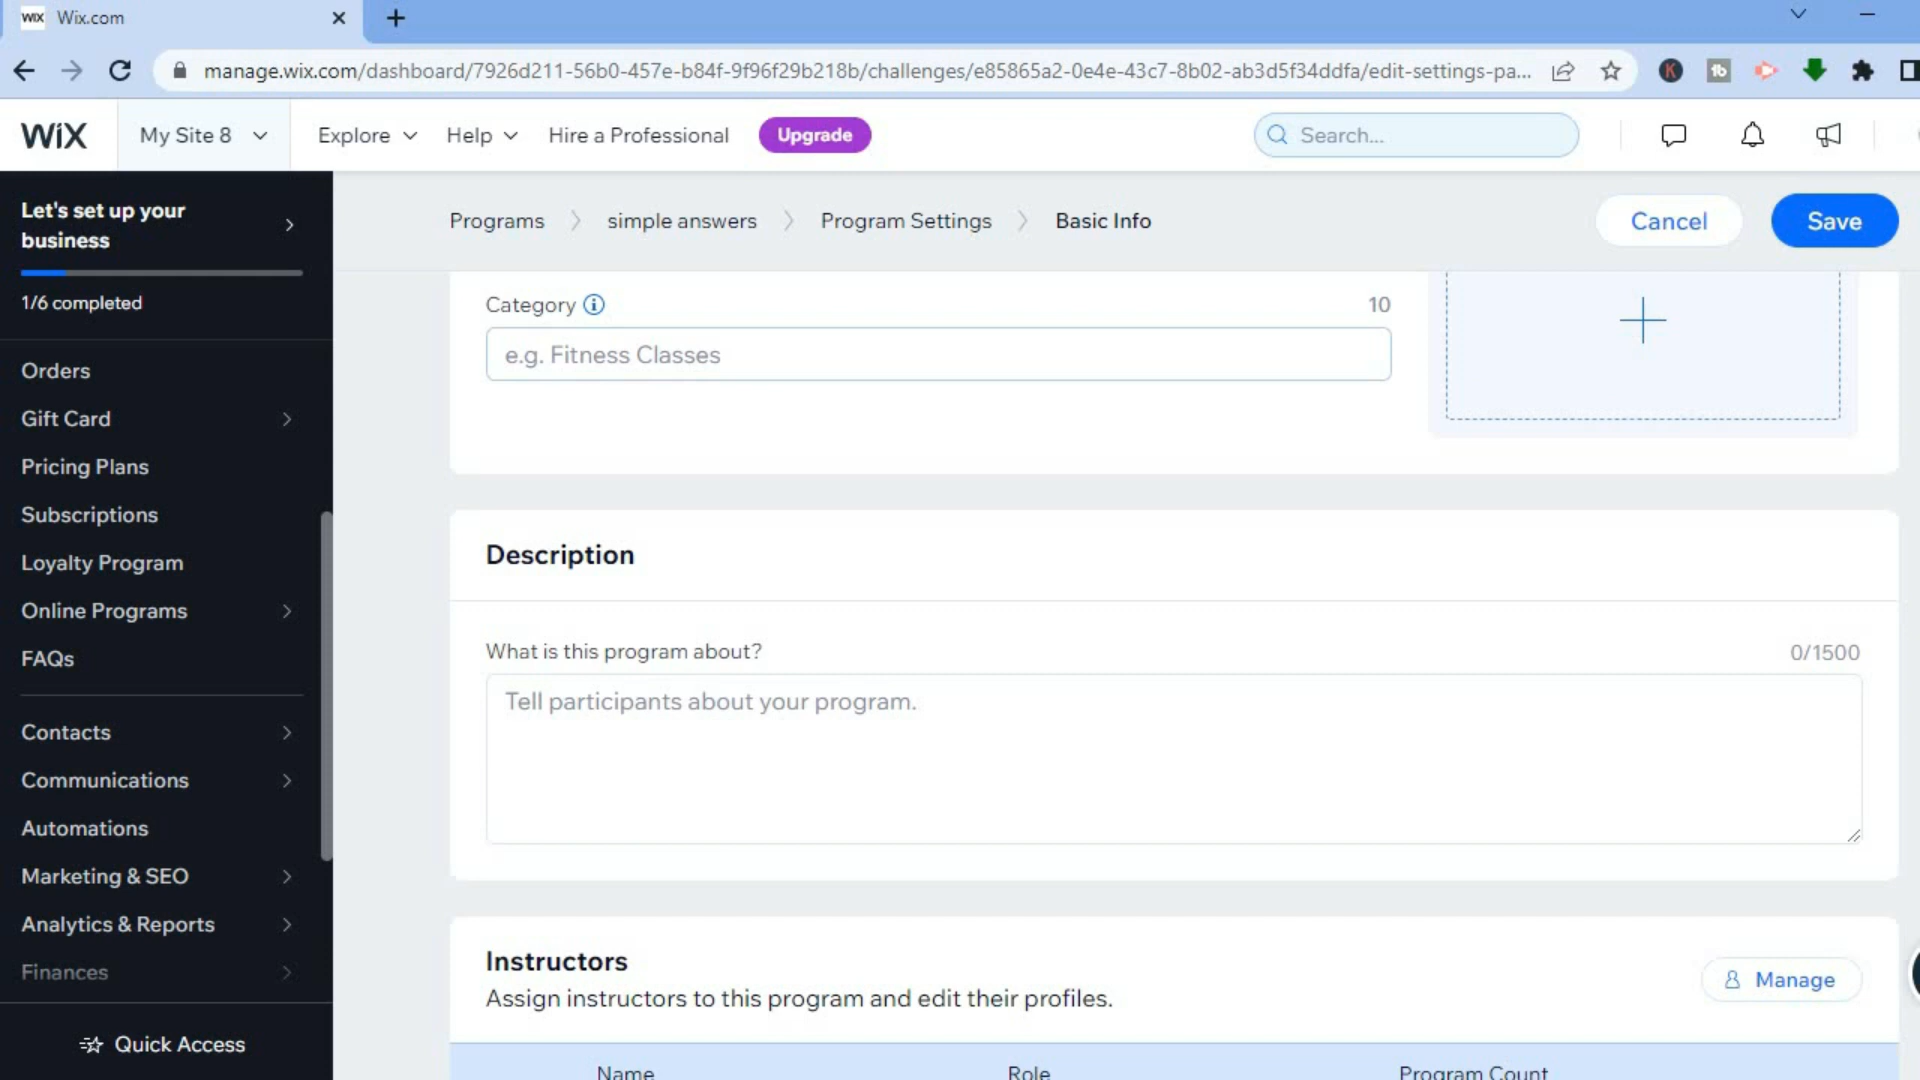 WiX Wix.com
manage.wix.com/dashboard/7926d211-56b0-457e-b84f-9f96f29b218b/challenges/e85865a2-0e4e-43c7-8b02-ab3d5f34ddfa/edit-settings-pa...
K
tb
WiX
My Site 8
Explore
Help
Hire a Professional
Upgrade
Search...
Let's set up your
business
1/6 completed
Orders
Gift Card
Pricing Plans
Subscriptions
Loyalty Program
Online Programs
FAQs
Contacts
Communications
Automations
Marketing & SEO
Analytics & Reports
Finances
Quick Access
Programs
simple answers
Program Settings
Basic Info
Cancel
Save
Category
10
e.g. Fitness Classes
Description
What is this program about?
0/1500
Tell participants about your program.
Instructors
Assign instructors to this program and edit their profiles.
Manage
Name
Role
Program Count